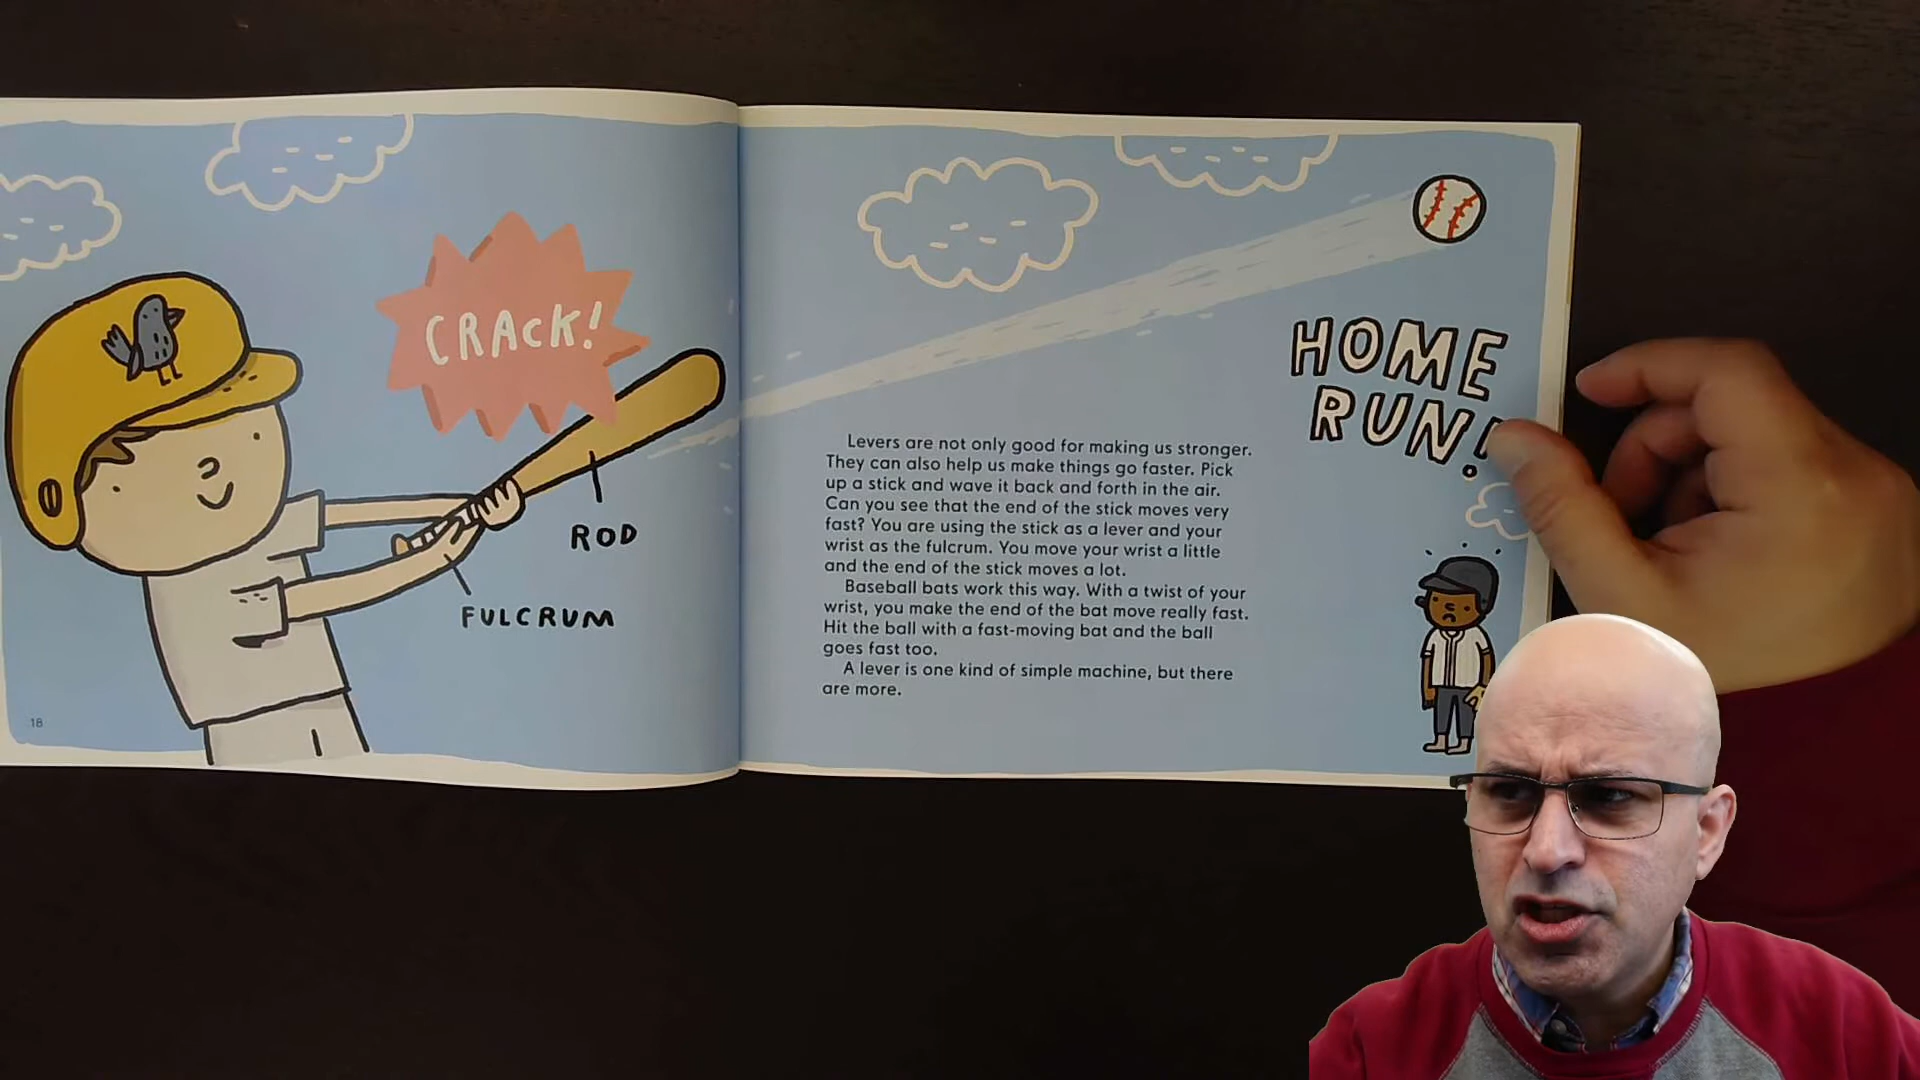 CRACK!
ROD
FULCRUM
18
HOME
RUN!
Levers are not only good for making us stronger.
They can also help us make things go faster. Pick
up a stick and wave it back and forth in the air.
Can you see that the end of the stick moves very
fast? You are using the stick as a lever and your
wrist as the fulcrum. You move your wrist a little
and the end of the stick moves a lot.
Baseball bats work this way. With a twist of your
wrist, you make the end of the bat move really fast.
Hit the ball with a fast-moving bat and the ball
goes fast too.
A lever is one kind of simple machine, but there
are more.